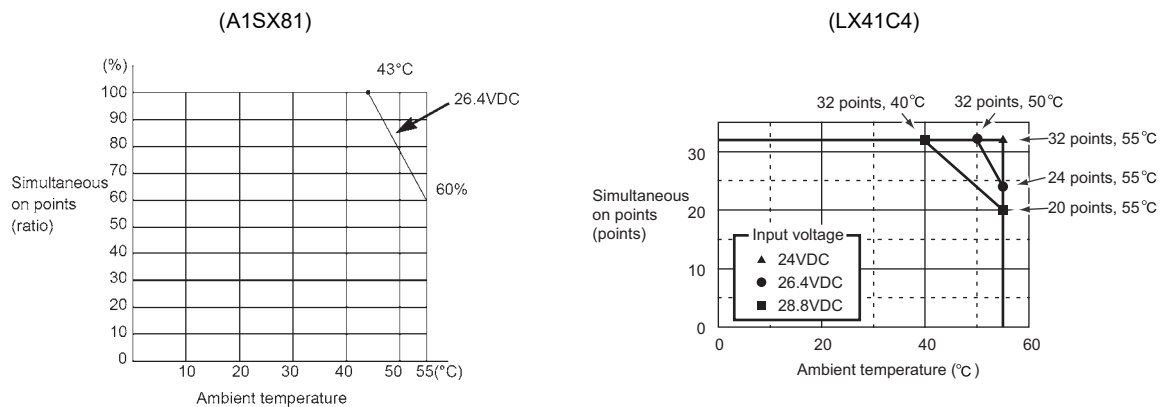 (A1SX81)
(%)
43°C
26.4VDC
100
90
80
70
60
50
40
30
20
10
0
60%
Simultaneous
on points
(ratio)
10 20 30 40 50 55(°C)
Ambient temperature
(LX41C4)
32 points, 40°C 32 points, 50°C
32 points, 55°C
24 points, 55°C
20 points, 55°C
30
20
10
0
Simultaneous
on points
(points)
Input voltage
▲ 24VDC
● 26.4VDC
■ 28.8VDC
0 20 40 60
Ambient temperature (°C)